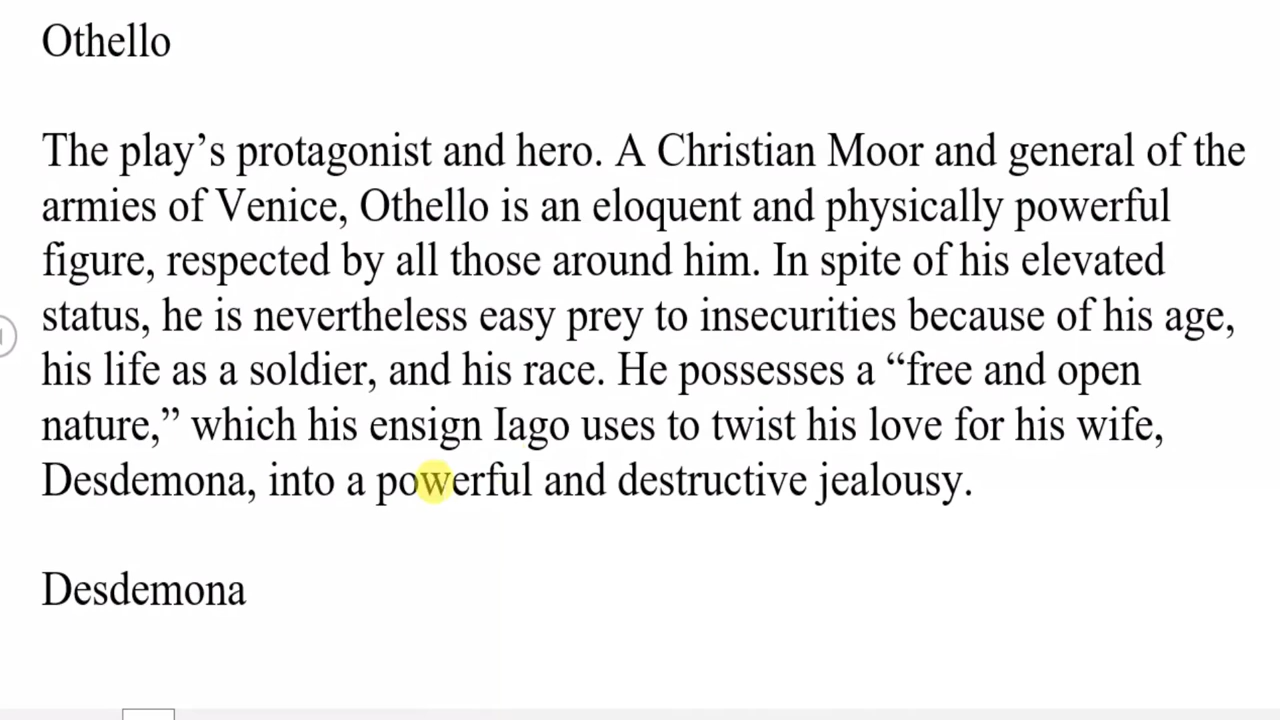 Othello
The play’s protagonist and hero. A Christian Moor and general of the
armies of Venice, Othello is an eloquent and physically powerful
figure, respected by all those around him. In spite of his elevated
status, he is nevertheless easy prey to insecurities because of his age,
his life as a soldier, and his race. He possesses a “free and open
nature,” which his ensign Iago uses to twist his love for his wife,
Desdemona, into a powerful and destructive jealousy.
Desdemona